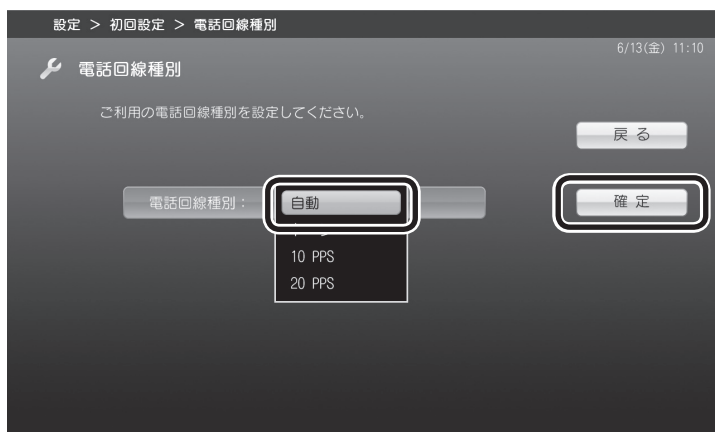 設定 > 初回設定 > 電話回線種別
6/13(金) 11:10
電話回線種別
ご利用の電話回線種別を設定してください。
戻る
電話回線種別：
自動
確定
10 PPS
20 PPS